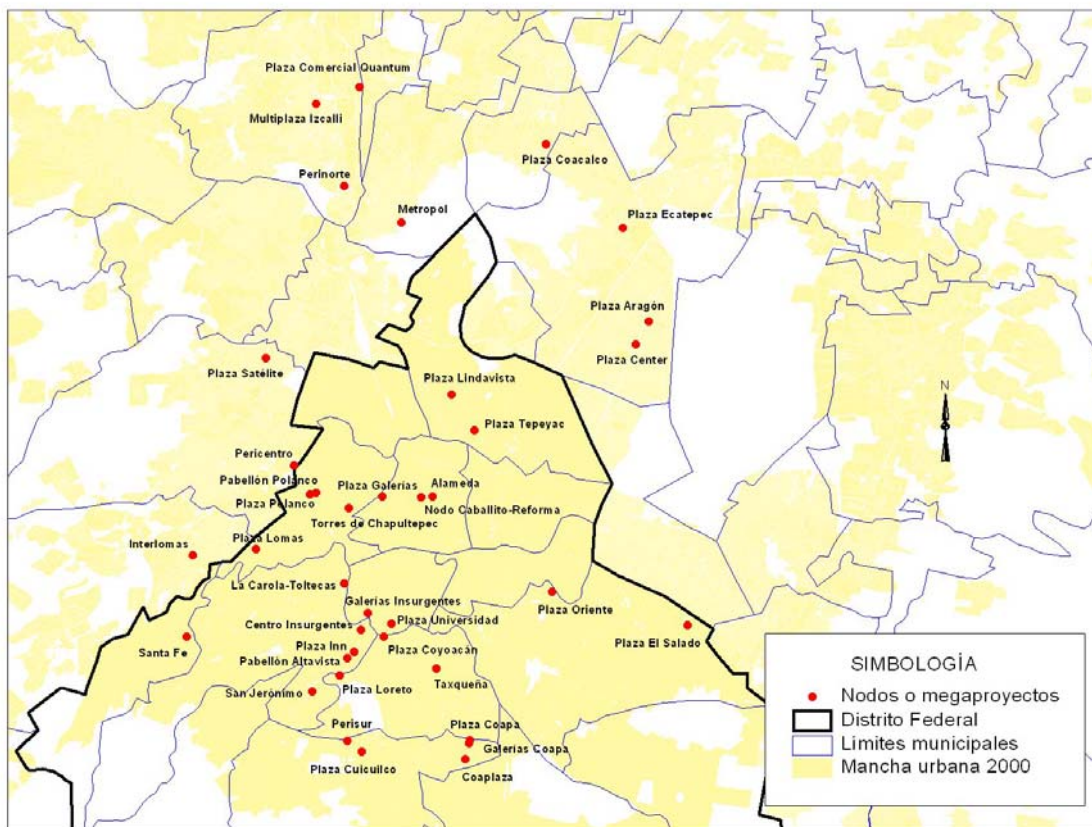 Plaza Comercial Quantum
Multiplaza Izcalli
Plaza Coacalco
Perinorte
Metropol
Plaza Ecatepec
Plaza Aragón
Plaza Center
Plaza Satélite
Plaza Lindavista
N
Plaza Tepeyac
Pericentro
Pabellón Polanco
Plaza Galerías
Alameda
Plaza Polanco
Nodo Caballito-Reforma
Torres de Chapultepec
Plaza Lomas
Interlomas
La Carola-Toltecas
Galerías Insurgentes
Plaza Oriente
Centro Insurgentes
Plaza Universidad
Plaza El Salado
Santa Fe
Plaza Inn
Plaza Coyoacán
Pabellón Altavista
Taxqueña
San Jerónimo
Plaza Loreto
Perisur
Plaza Coapa
Galerías Coapa
Plaza Cuicuilco
Coaplaza
SIMBOLOGÌA
Nodos o megaproyectos
Distrito Federal
Limites municipales
Mancha urbana 2000